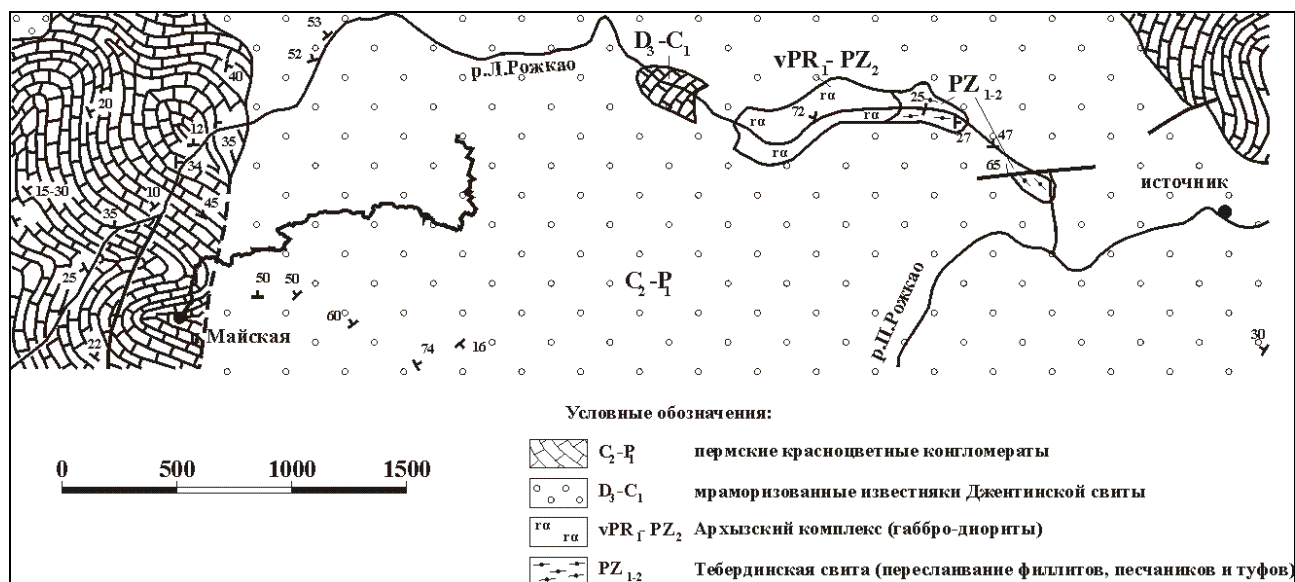 53
52
40
20
12
35
34
15-30
10
45
35
25
22
р.Л.Рожкао
D3-C1
νPR1- PZ2
rα
72
rα
rα
25
PZ1-2
27
47
65
источник
50
50
60
74
16
C2-P1
р.П.Рожкао
30
Майская
Условные обозначения:
0 500 1000 1500
C2-P1 пермские красноцветные конгломераты
D3-C1 мраморизованные известняки Джентинской свиты
rα rα νPR1- PZ2 Архызский комплекс (габбро-диориты)
PZ1-2 Тебердинская свита (переслаивание филлитов, песчаников и туфов)